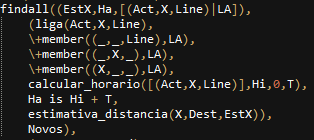 findall((EstX,Ha,[(Act,X,Line)|LA]),
(liga(Act,X,Line),
\+member((_,_,Line),LA),
\+member((_,X,_),LA),
\+member((X,_,_),LA),
calcular_horario([(Act,X,Line)],Hi,0,T),
Ha is Hi + T,
estimativa_distancia(X,Dest,EstX)),
Novos),